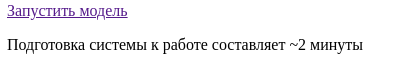 Запустить модель
Подготовка системы к работе составляет ~2 минуты